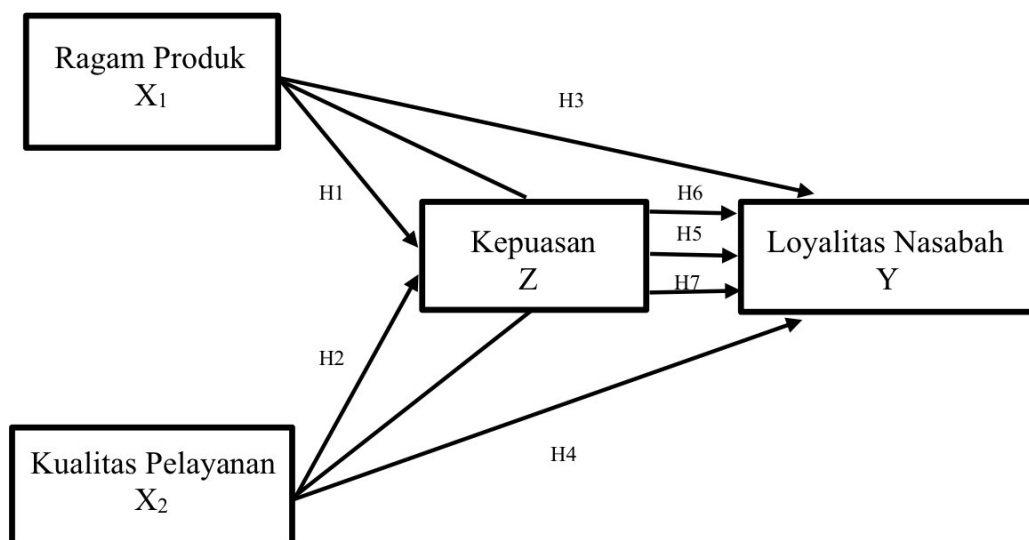 Ragam Produk
X₁
H3
H1
H6
Kepuasan
Z
H5
H7
Loyalitas Nasabah
Y
H2
H4
Kualitas Pelayanan
X₂